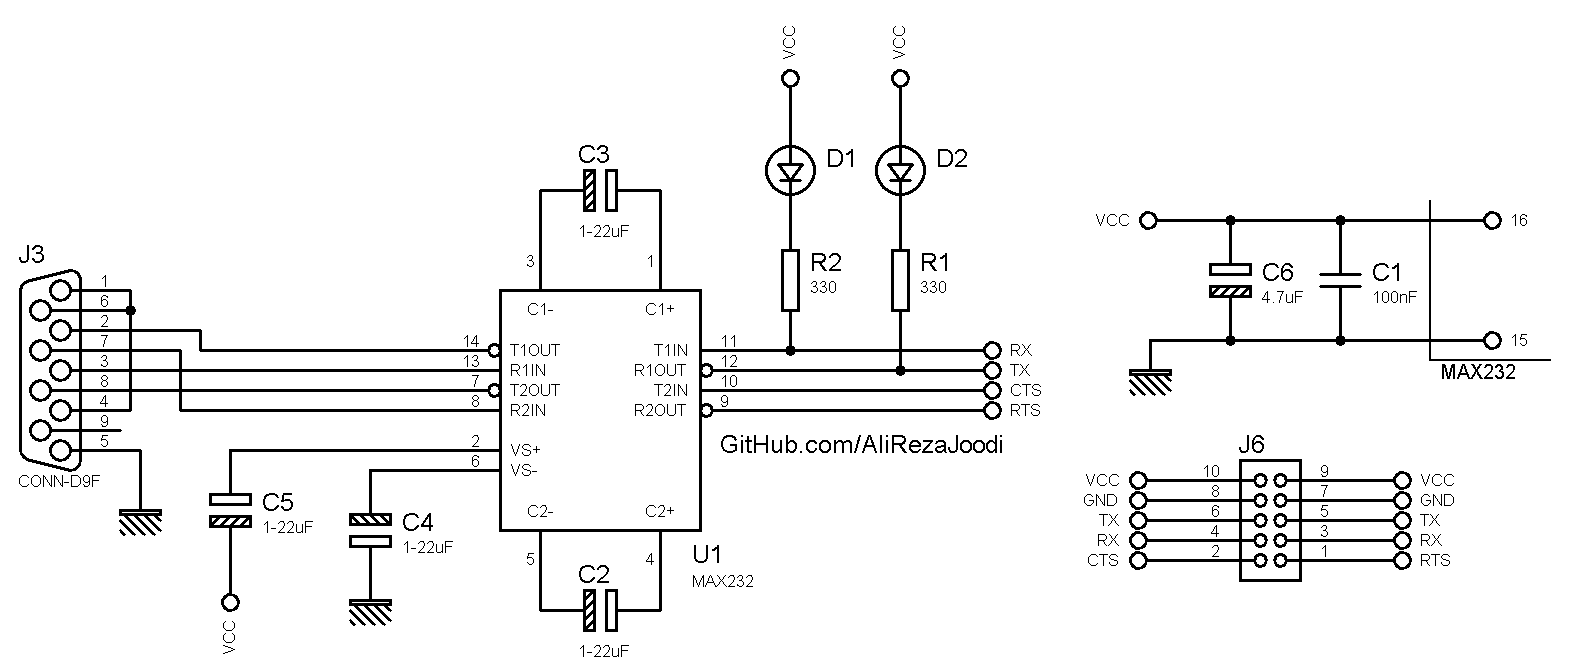 VCC
VCC
C3
1-22uF
D1
D2
R2
330
R1
330
J3
1
6
2
7
3
8
4
9
5
CONN-D9F
3
1
C1-
C1+
14
T1OUT
T1IN
11
RX
13
R1IN
R1OUT
12
TX
7
T2OUT
T2IN
10
CTS
8
R2IN
R2OUT
9
RTS
2
VS+
6
VS-
C2-
C2+
GitHub.com/AliRezaJoodi
C5
1-22uF
VCC
C4
1-22uF
5
4
U1
MAX232
C2
1-22uF
VCC
16
C6
4.7uF
C1
100nF
15
MAX232
J6
VCC
10
9
VCC
GND
8
7
GND
TX
6
5
TX
RX
4
3
RX
CTS
2
1
RTS